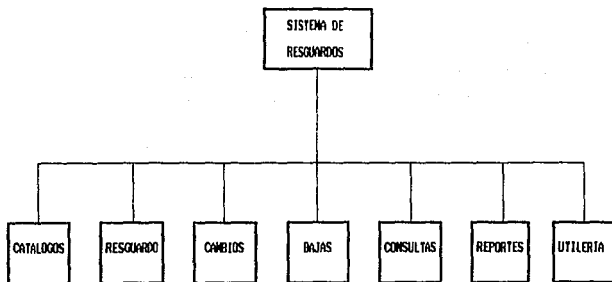 SISTEMA DE
RESGUARDOS
CATALOGOS RESGUARDO CAMBIOS BAJAS CONSULTAS REPORTES UTILERIA